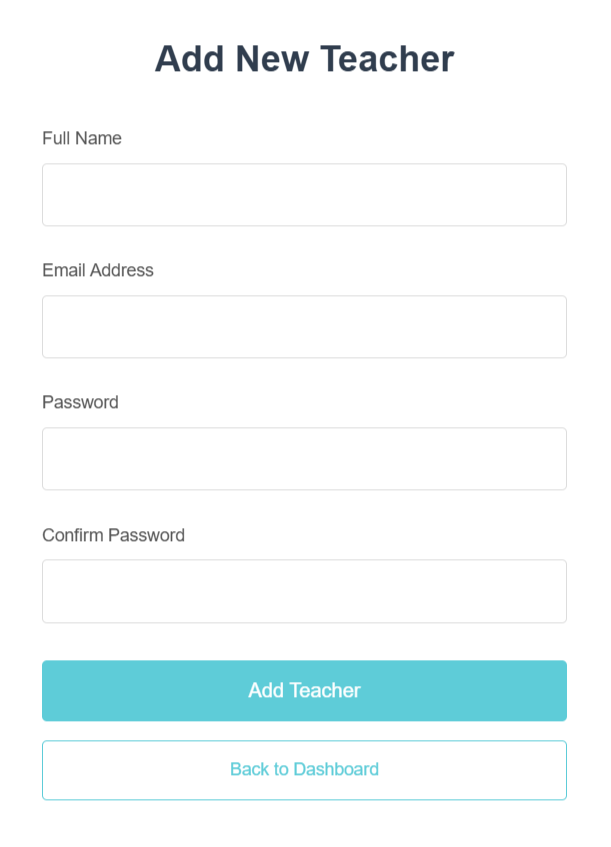 Add New Teacher
Full Name
Email Address
Password
Confirm Password
Add Teacher
Back to Dashboard